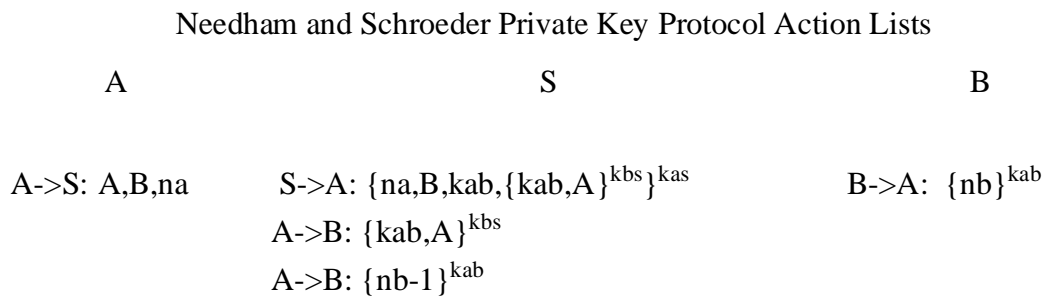 Needham and Schroeder Private Key Protocol Action Lists
A S B
A->S: A,B,na S->A: {na,B,kab,{kab,A}^kbs}^kas B->A: {nb}^kab
A->B: {kab,A}^kbs
A->B: {nb-1}^kab